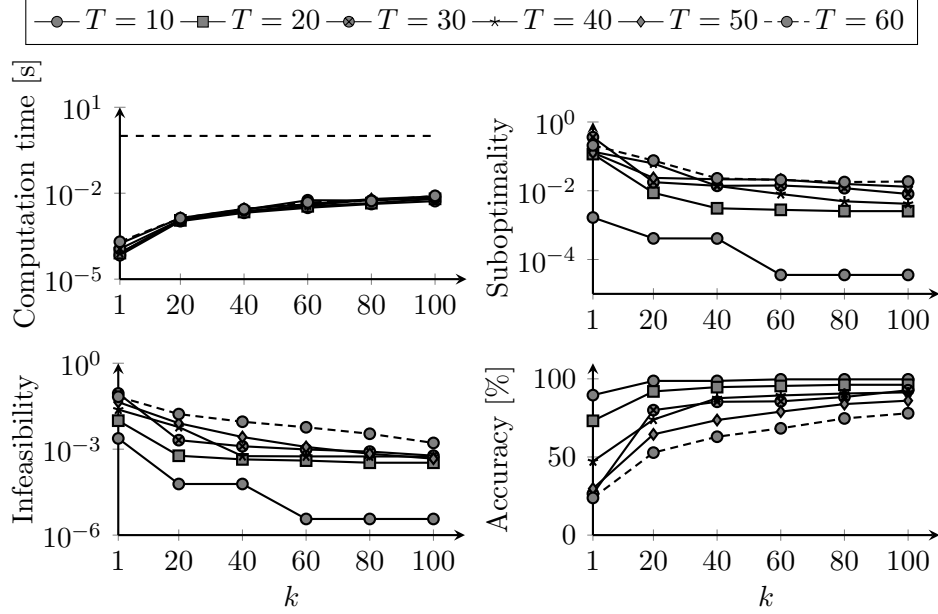 T = 10 T = 20 T = 30 T = 40 T = 50 T = 60
Computation time [s]
10^1
10^−2
10^−5
1 20 40 60 80 100
Suboptimality
10^0
10^−2
10^−4
1 20 40 60 80 100
Infeasibility
10^0
10^−3
10^−6
1 20 40 60 80 100
k
Accuracy [%]
100
50
0
1 20 40 60 80 100
k